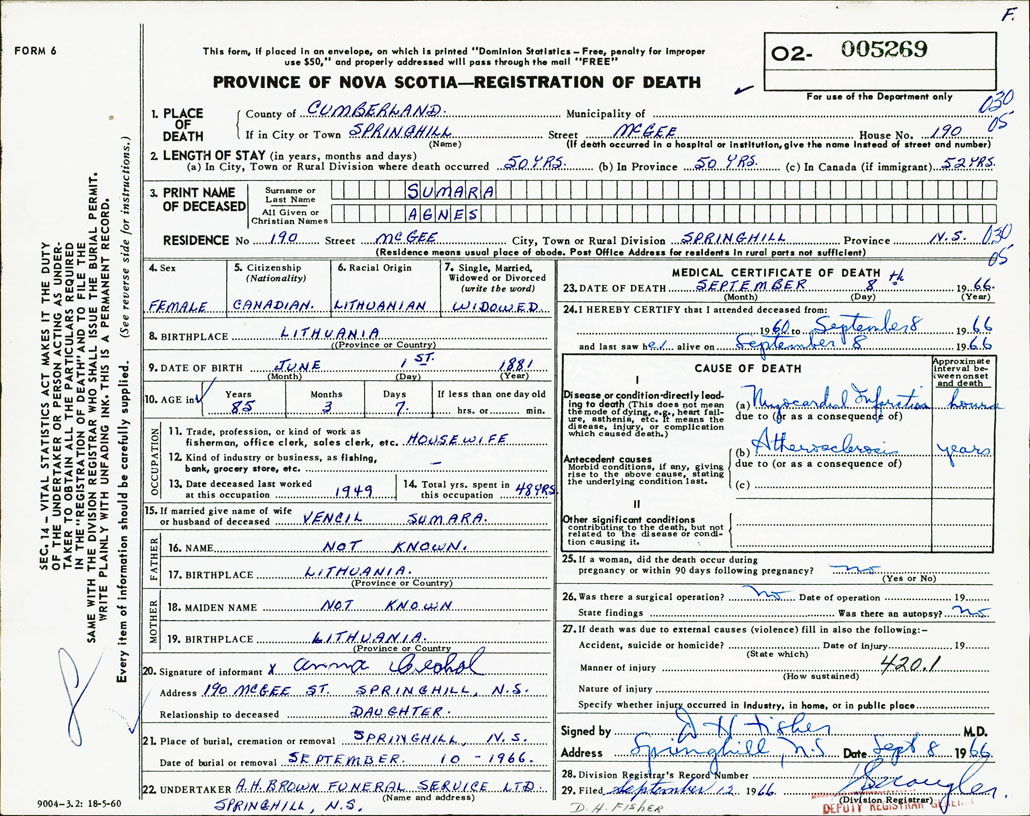 F.
FORM 6
This form, if placed in an envelope, on which is printed "Dominion Statistics – Free, penalty for improper
use $50," and properly addressed will pass through the mail "FREE"
O2- 005269
PROVINCE OF NOVA SCOTIA—REGISTRATION OF DEATH
For use of the Department only
030
05
1. PLACE OF DEATH
County of CUMBERLAND. Municipality of
If in City or Town SPRINGHILL Street McGEE House No. 190
(Name) (If death occurred in a hospital or institution, give the name instead of street and number)
2. LENGTH OF STAY (in years, months and days)
(a) In City, Town or Rural Division where death occurred 50 YRS. (b) In Province 50 YRS. (c) In Canada (if immigrant) 52 YRS.
3. PRINT NAME OF DECEASED
Surname or Last Name SUMARA
All Given or Christian Names AGNES
RESIDENCE No 190 Street McGEE City, Town or Rural Division SPRINGHILL Province N.S. 030
05
(Residence means usual place of abode. Post Office Address for residents in rural parts not sufficient)
4. Sex
FEMALE
5. Citizenship
(Nationality)
CANADIAN.
6. Racial Origin
LITHUANIAN
7. Single, Married,
Widowed or Divorced
(write the word)
WIDOWED.
8. BIRTHPLACE LITHUANIA
(Province or Country)
9. DATE OF BIRTH JUNE 1ST. 1881
(Month) (Day) (Year)
10. AGE in Years Months Days If less than one day old
85 3 7. hrs. or min.
OCCUPATION
11. Trade, profession, or kind of work as
fisherman, office clerk, sales clerk, etc. HOUSEWIFE
12. Kind of industry or business, as fishing,
bank, grocery store, etc. –
13. Date deceased last worked
at this occupation 1949
14. Total yrs. spent in
this occupation 48 YRS.
15. If married give name of wife
or husband of deceased VENCIL SUMARA.
FATHER
16. NAME NOT KNOWN.
17. BIRTHPLACE LITHUANIA.
(Province or Country)
MOTHER
18. MAIDEN NAME NOT KNOWN
19. BIRTHPLACE LITHUANIA.
(Province or Country
20. Signature of informant X Anna
Address 190 McGEE ST. SPRINGHILL, N.S.
Relationship to deceased DAUGHTER.
21. Place of burial, cremation or removal SPRINGHILL, N.S.
Date of burial or removal SEPTEMBER. 10 - 1966.
22. UNDERTAKER A.H. BROWN FUNERAL SERVICE LTD.
(Name and address)
SPRINGHILL, N.S.
9004–3.2: 18-5-60
MEDICAL CERTIFICATE OF DEATH
23. DATE OF DEATH SEPTEMBER 8th 1966.
(Month) (Day) (Year)
24. I HEREBY CERTIFY that I attended deceased from:
1960 to September 8 1966
and last saw her alive on September 8 1966
CAUSE OF DEATH
Approximate
interval be-
tween onset
and death
I
Disease or condition directly lead-
ing to death (This does not mean
the mode of dying, e.g., heart fail-
ure, asthenia, etc. It means the
disease, injury, or complication
which caused death.)
(a) Myocardial Infarction hours
due to (or as a consequence of)
Antecedent causes
Morbid conditions, if any, giving
rise to the above cause, stating
the underlying condition last.
(b) Atherosclerosis years
due to (or as a consequence of)
(c)
II
Other significant conditions
contributing to the death, but not
related to the disease or condi-
tion causing it.
25. If a woman, did the death occur during
pregnancy or within 90 days following pregnancy? no
(Yes or No)
26. Was there a surgical operation? no Date of operation 19
State findings Was there an autopsy? no
27. If death was due to external causes (violence) fill in also the following:–
Accident, suicide or homicide? Date of injury 19
(State which)
Manner of injury 420.1
(How sustained)
Nature of injury
Specify whether injury occurred in Industry, in home, or in public place
Signed by D H Fisher M.D.
Address Springhill N.S Date Sept 8 1966
28. Division Registrar's Record Number
29. Filed September 12 1966.
(Division Registrar)
D. H. FISHER
DEPUTY REGISTRAR GENERAL
SEC. 14 – VITAL STATISTICS ACT MAKES IT THE DUTY
OF THE UNDERTAKER OR PERSON ACTING AS UNDER-
TAKER TO OBTAIN ALL THE PARTICULARS REQUIRED
IN THE "REGISTRATION OF DEATH" AND TO FILE THE
SAME WITH THE DIVISION REGISTRAR WHO SHALL ISSUE THE BURIAL PERMIT.
WRITE PLAINLY WITH UNFADING INK. THIS IS A PERMANENT RECORD.
Every item of information should be carefully supplied. (See reverse side for instructions.)